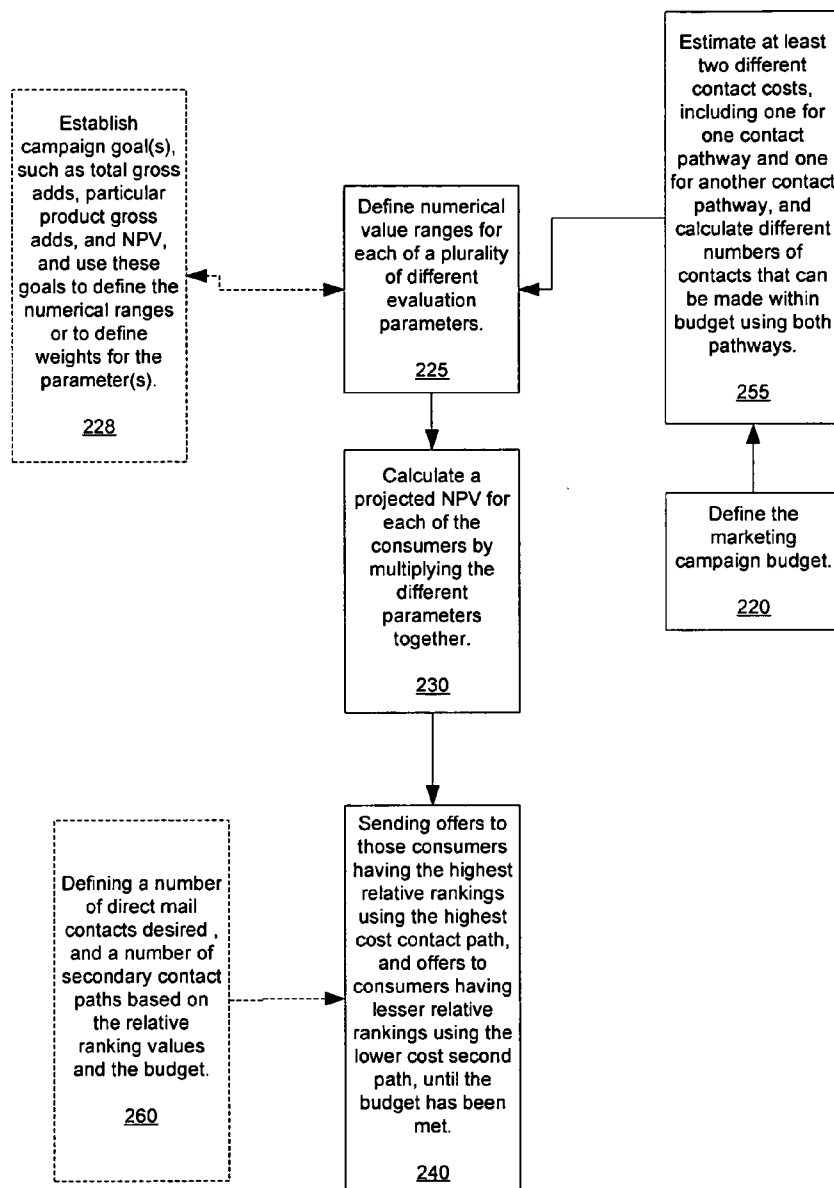 Establish
campaign goal(s),
such as total gross
adds, particular
product gross
adds, and NPV,
and use these
goals to define the
numerical ranges
or to define
weights for the
parameter(s).
228
Define numerical
value ranges for
each of a plurality
of different
evaluation
parameters.
225
Estimate at least
two different
contact costs,
including one for
one contact
pathway and one
for another contact
pathway, and
calculate different
numbers of
contacts that can
be made within
budget using both
pathways.
255
Calculate a
projected NPV for
each of the
consumers by
multiplying the
different
parameters
together.
230
Define the
marketing
campaign budget.
220
Defining a number
of direct mail
contacts desired ,
and a number of
secondary contact
paths based on
the relative
ranking values
and the budget.
260
Sending offers to
those consumers
having the highest
relative rankings
using the highest
cost contact path,
and offers to
consumers having
lesser relative
rankings using the
lower cost second
path, until the
budget has been
met.
240